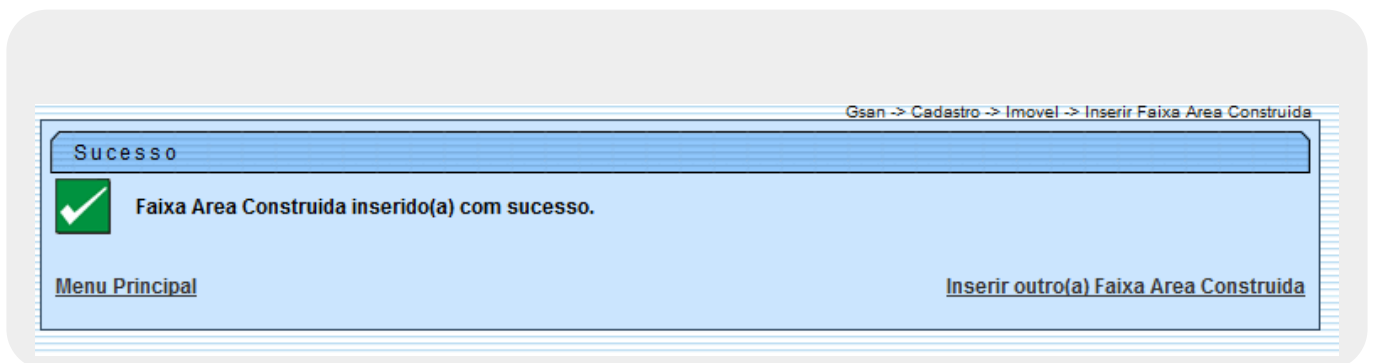 Gsan -> Cadastro -> Imovel -> Inserir Faixa Area Construida
Sucesso
Faixa Area Construida inserido(a) com sucesso.
Menu Principal
Inserir outro(a) Faixa Area Construida